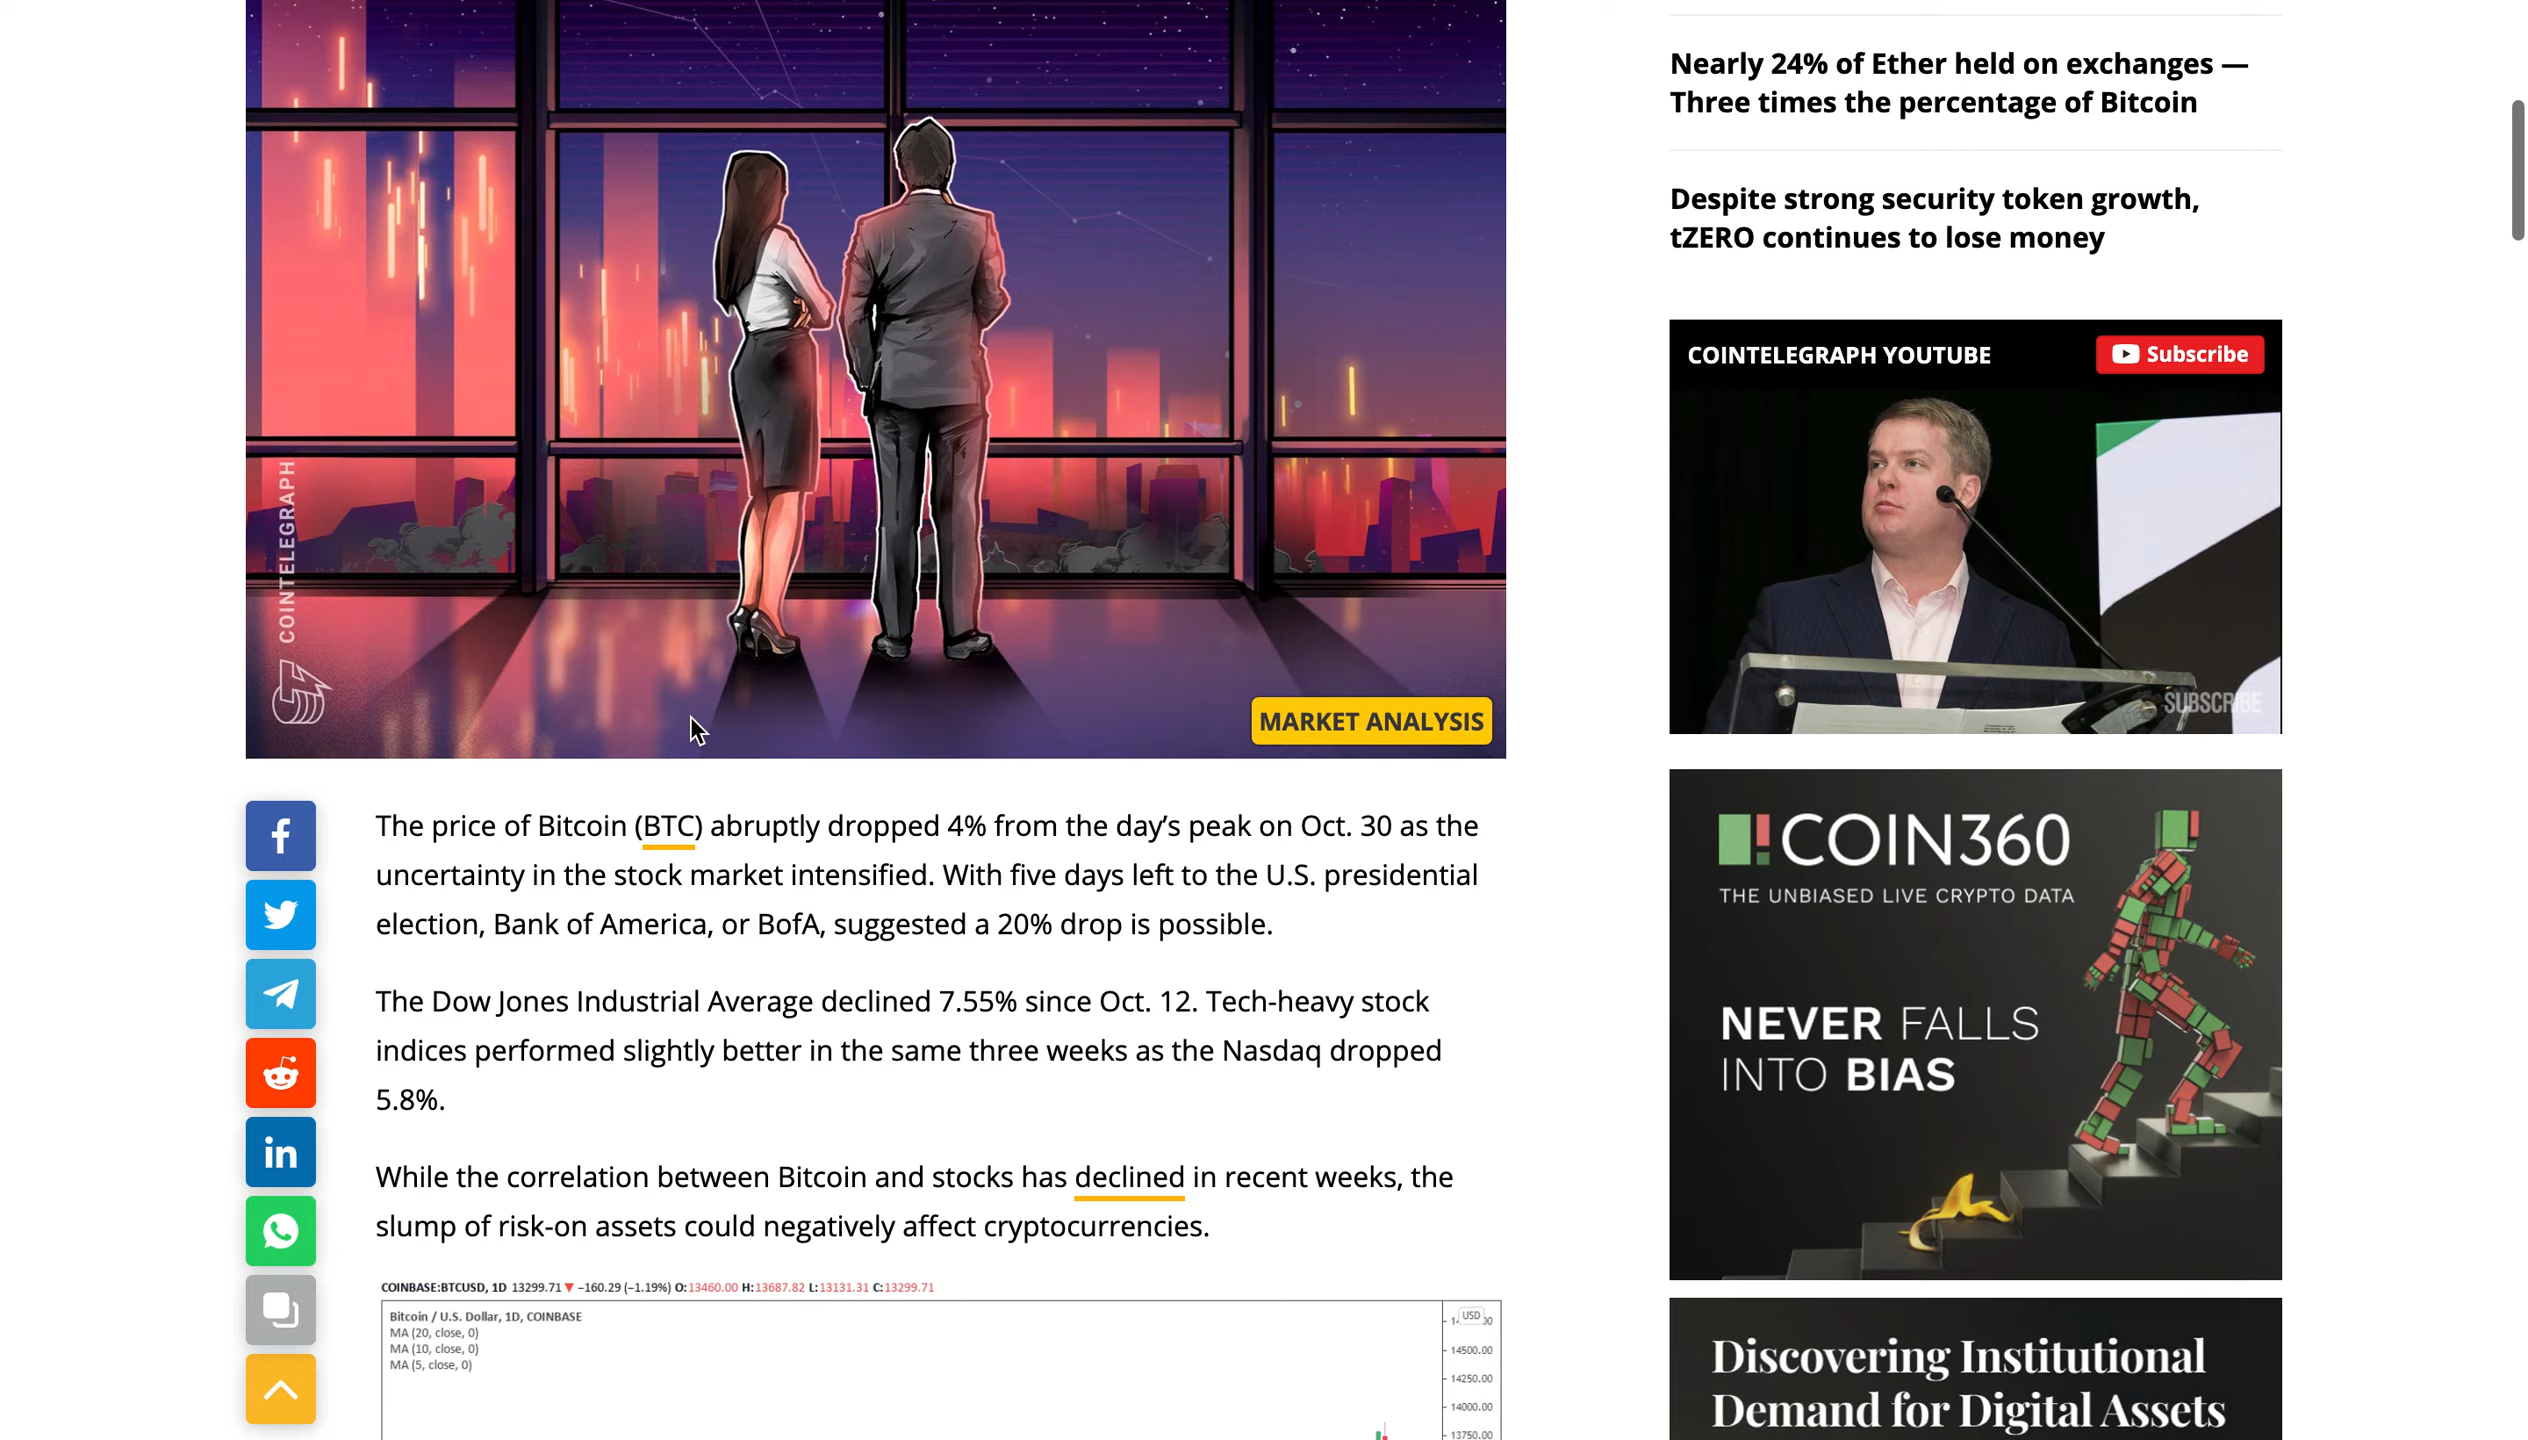 COINTELEGRAPH
MARKET ANALYSIS
The price of Bitcoin (BTC) abruptly dropped 4% from the day’s peak on Oct. 30 as the
uncertainty in the stock market intensified. With five days left to the U.S. presidential
election, Bank of America, or BofA, suggested a 20% drop is possible.
The Dow Jones Industrial Average declined 7.55% since Oct. 12. Tech-heavy stock
indices performed slightly better in the same three weeks as the Nasdaq dropped
5.8%.
While the correlation between Bitcoin and stocks has declined in recent weeks, the
slump of risk-on assets could negatively affect cryptocurrencies.
COINBASE:BTCUSD, 1D 13299.71 ▼ −160.29 (−1.19%) O:13460.00 H:13687.82 L:13131.31 C:13299.71
Bitcoin / U.S. Dollar, 1D, COINBASE
MA (20, close, 0)
MA (10, close, 0)
MA (5, close, 0)
USD
14500.00
14250.00
14000.00
13750.00
Nearly 24% of Ether held on exchanges —
Three times the percentage of Bitcoin
Despite strong security token growth,
tZERO continues to lose money
COINTELEGRAPH YOUTUBE
Subscribe
SUBSCRIBE
COIN360
THE UNBIASED LIVE CRYPTO DATA
NEVER FALLS
INTO BIAS
Discovering Institutional
Demand for Digital Assets